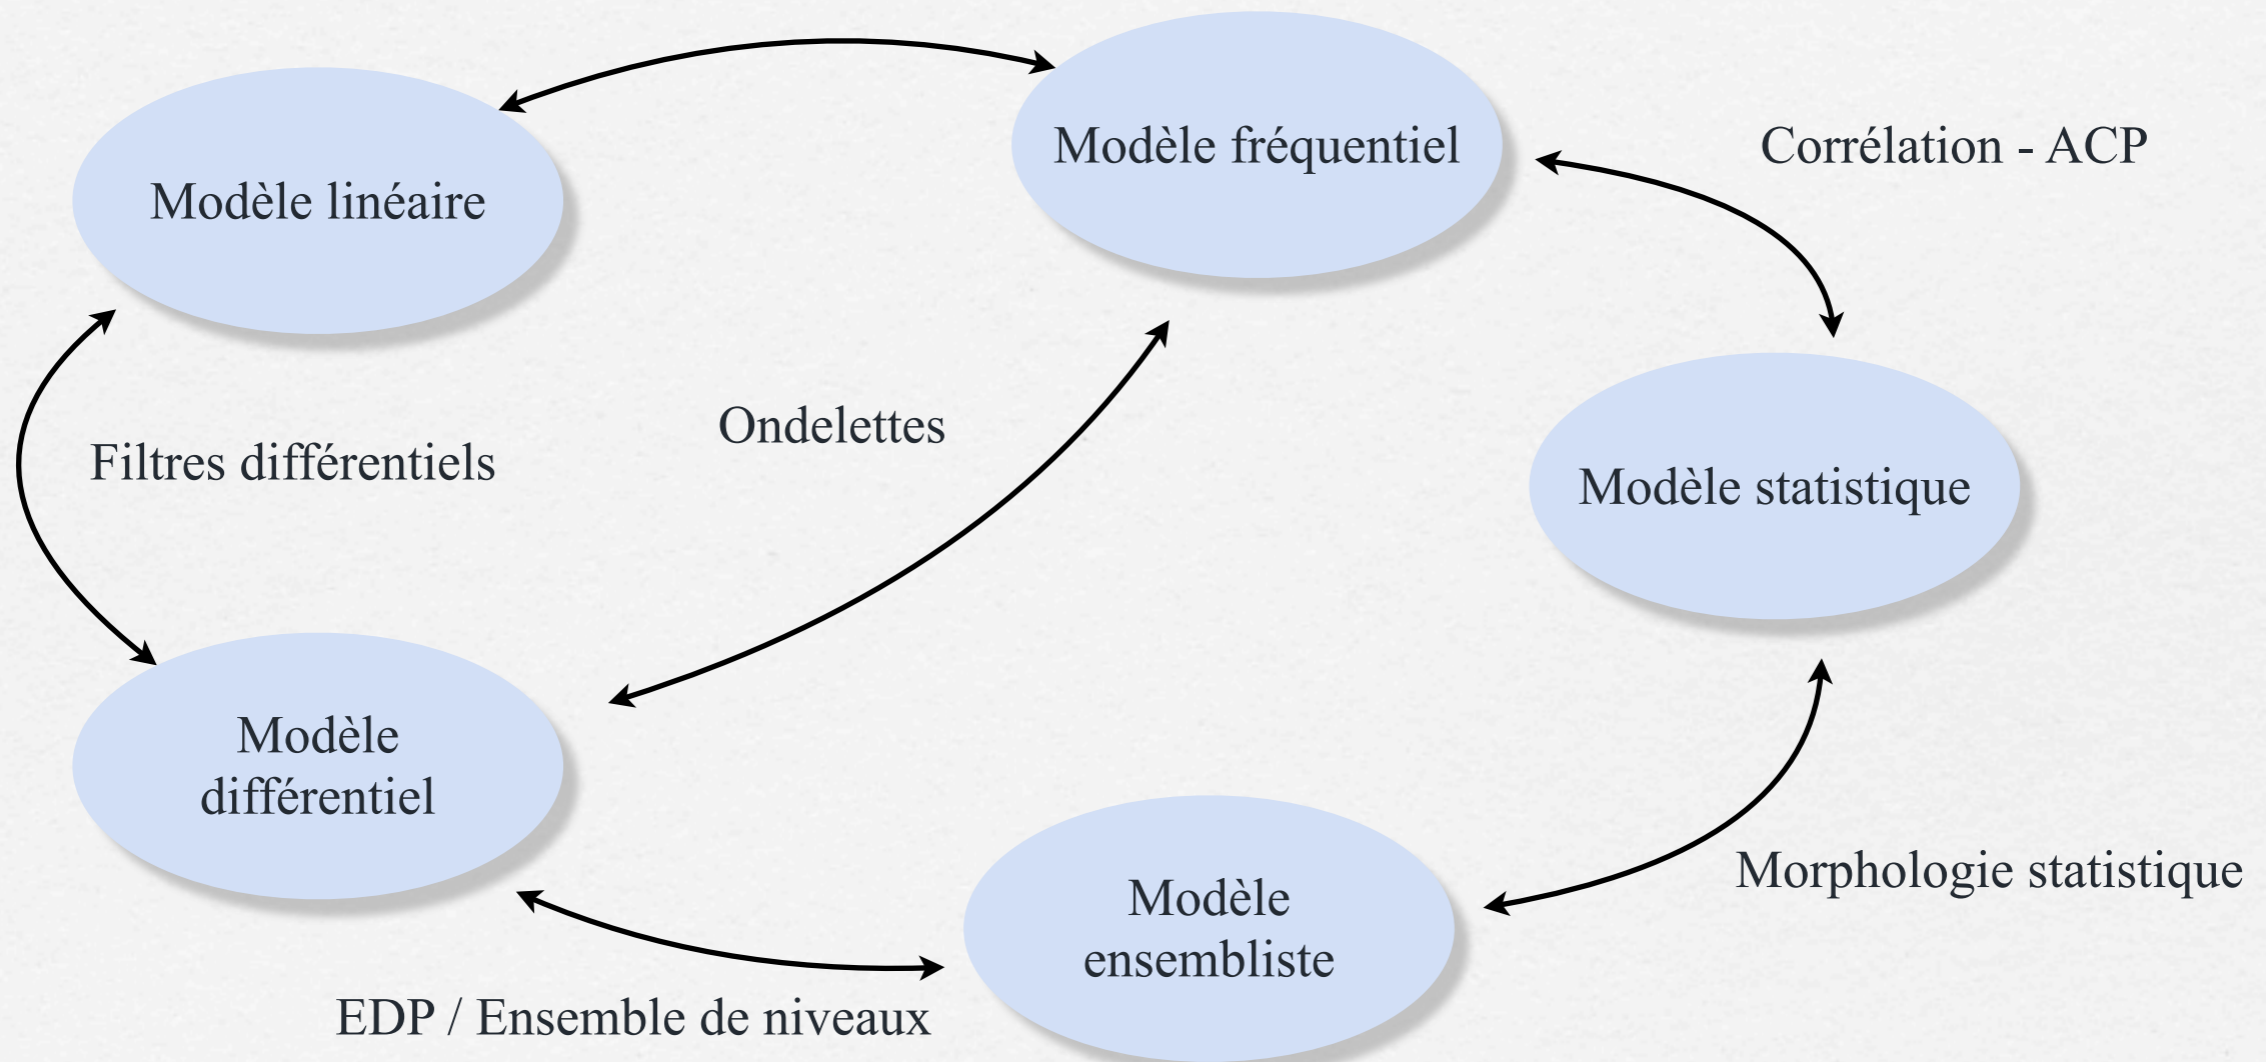 Modèle fréquentiel
Corrélation - ACP
Modèle linéaire
Ondelettes
Filtres différentiels
Modèle statistique
Modèle
différentiel
Modèle
ensembliste
Morphologie statistique
EDP / Ensemble de niveaux